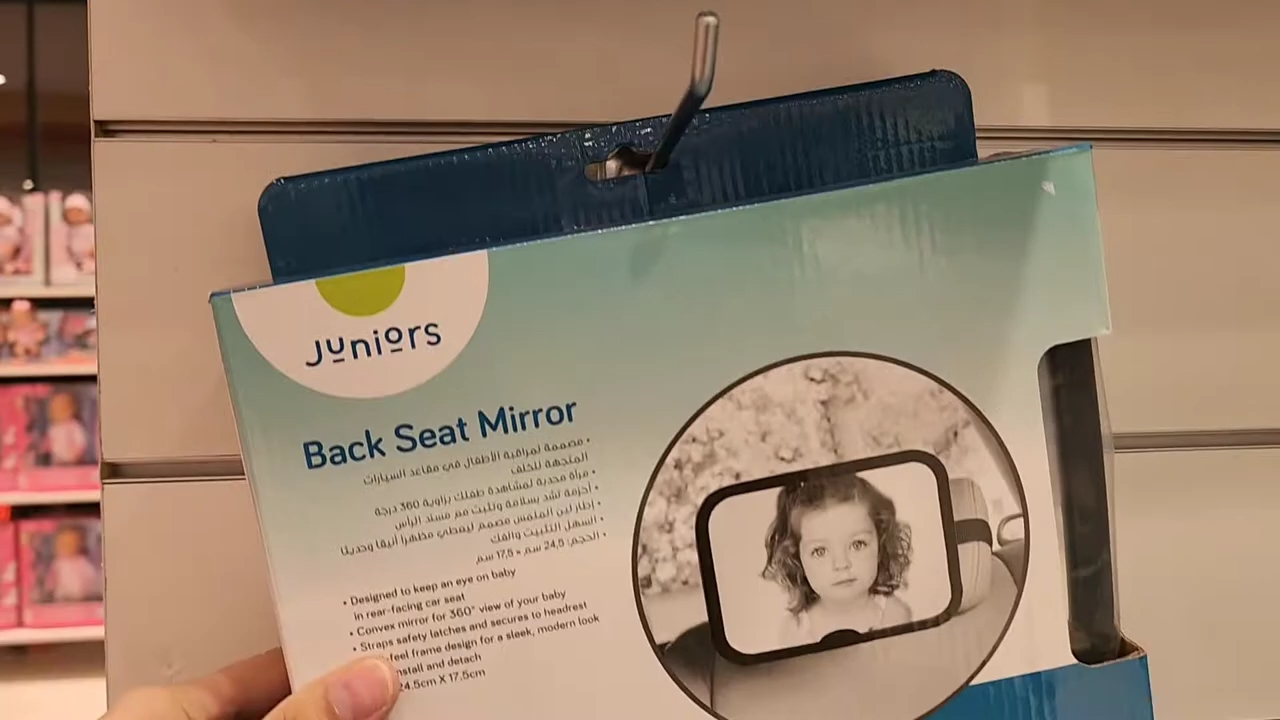 Juniors
Back Seat Mirror
• مصممة لمراقبة الأطفال في مقاعد السيارات
المتجهة للخلف
• مرآة محدبة لمشاهدة طفلك بزاوية 360 درجة
• أحزمة تشد بسلامة وتثبت مع مسند الرأس
• إطار لين الملمس مصمم ليعطي مظهرا أنيقا وحديثا
• السهل التثبيت والفك
• الحجم: 24,5 سم × 17,5 سم
• Designed to keep an eye on baby
in rear-facing car seat
• Convex mirror for 360° view of your baby
• Straps safety latches and secures to headrest
-feel frame design for a sleek, modern look
install and detach
24.5cm X 17.5cm